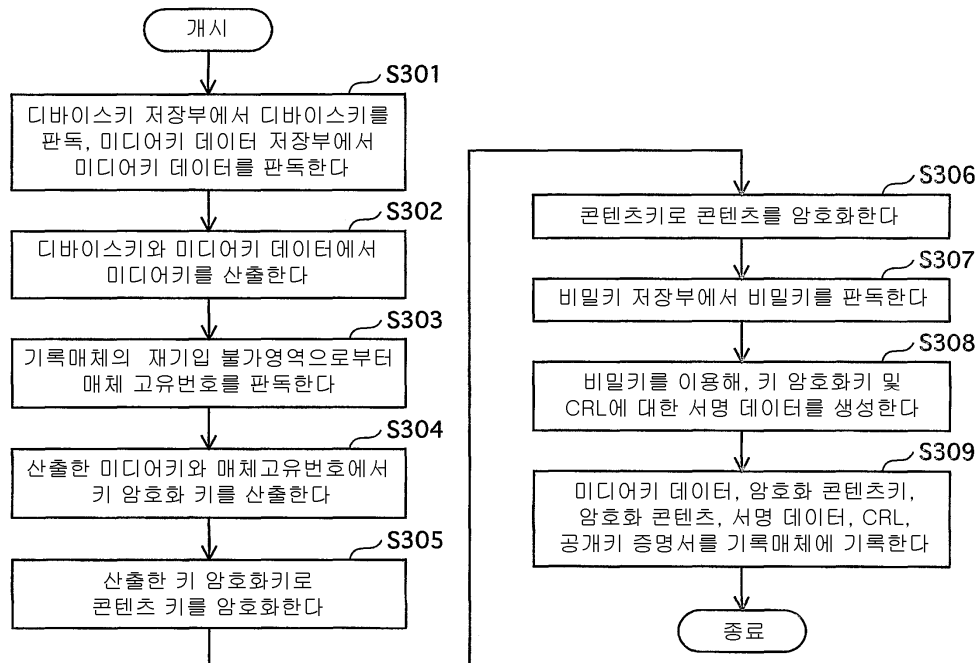 개시
S301
디바이스키 저장부에서 디바이스키를
판독, 미디어키 데이터 저장부에서
미디어키 데이터를 판독한다
S302
디바이스키와 미디어키 데이터에서
미디어키를 산출한다
S303
기록매체의 재기입 불가영역으로부터
매체 고유번호를 판독한다
S304
산출한 미디어키와 매체고유번호에서
키 암호화 키를 산출한다
S305
산출한 키 암호화키로
콘텐츠 키를 암호화한다
S306
콘텐츠키로 콘텐츠를 암호화한다
S307
비밀키 저장부에서 비밀키를 판독한다
S308
비밀키를 이용해, 키 암호화키 및
CRL에 대한 서명 데이터를 생성한다
S309
미디어키 데이터, 암호화 콘텐츠키,
암호화 콘텐츠, 서명 데이터, CRL,
공개키 증명서를 기록매체에 기록한다
종료